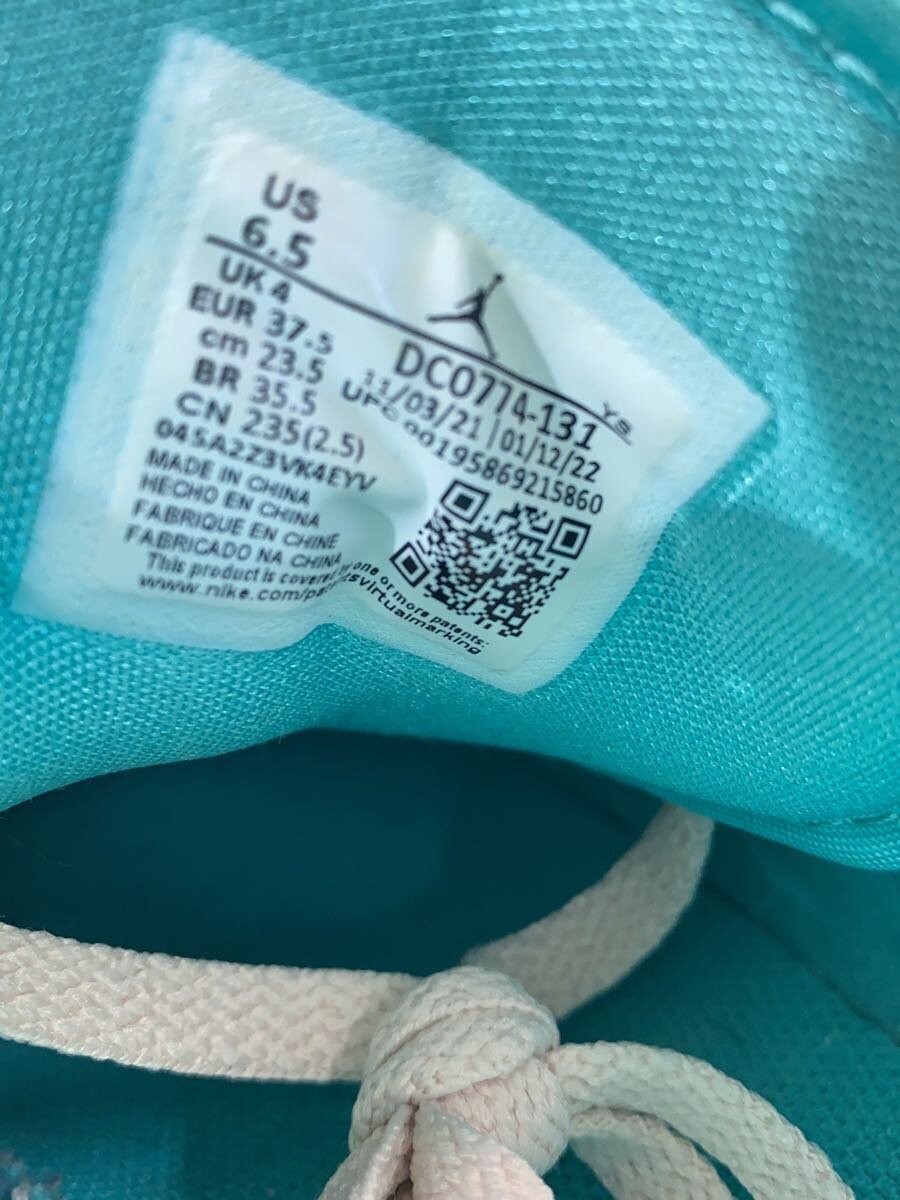 US
6.5
UK 4
EUR 37.5
cm 23.5
BR 35.5
CN 235(2.5)
045A2Z3VK4EYV
MADE IN CHINA
HECHO EN CHINA
FABRIQUE EN CHINE
FABRICADO NA CHINA
DC0774-131
YS
11/03/21 01/12/22
UPC 00195869215860
This product is covered by one or more patents:
www.nike.com/patentsvirtualmarking